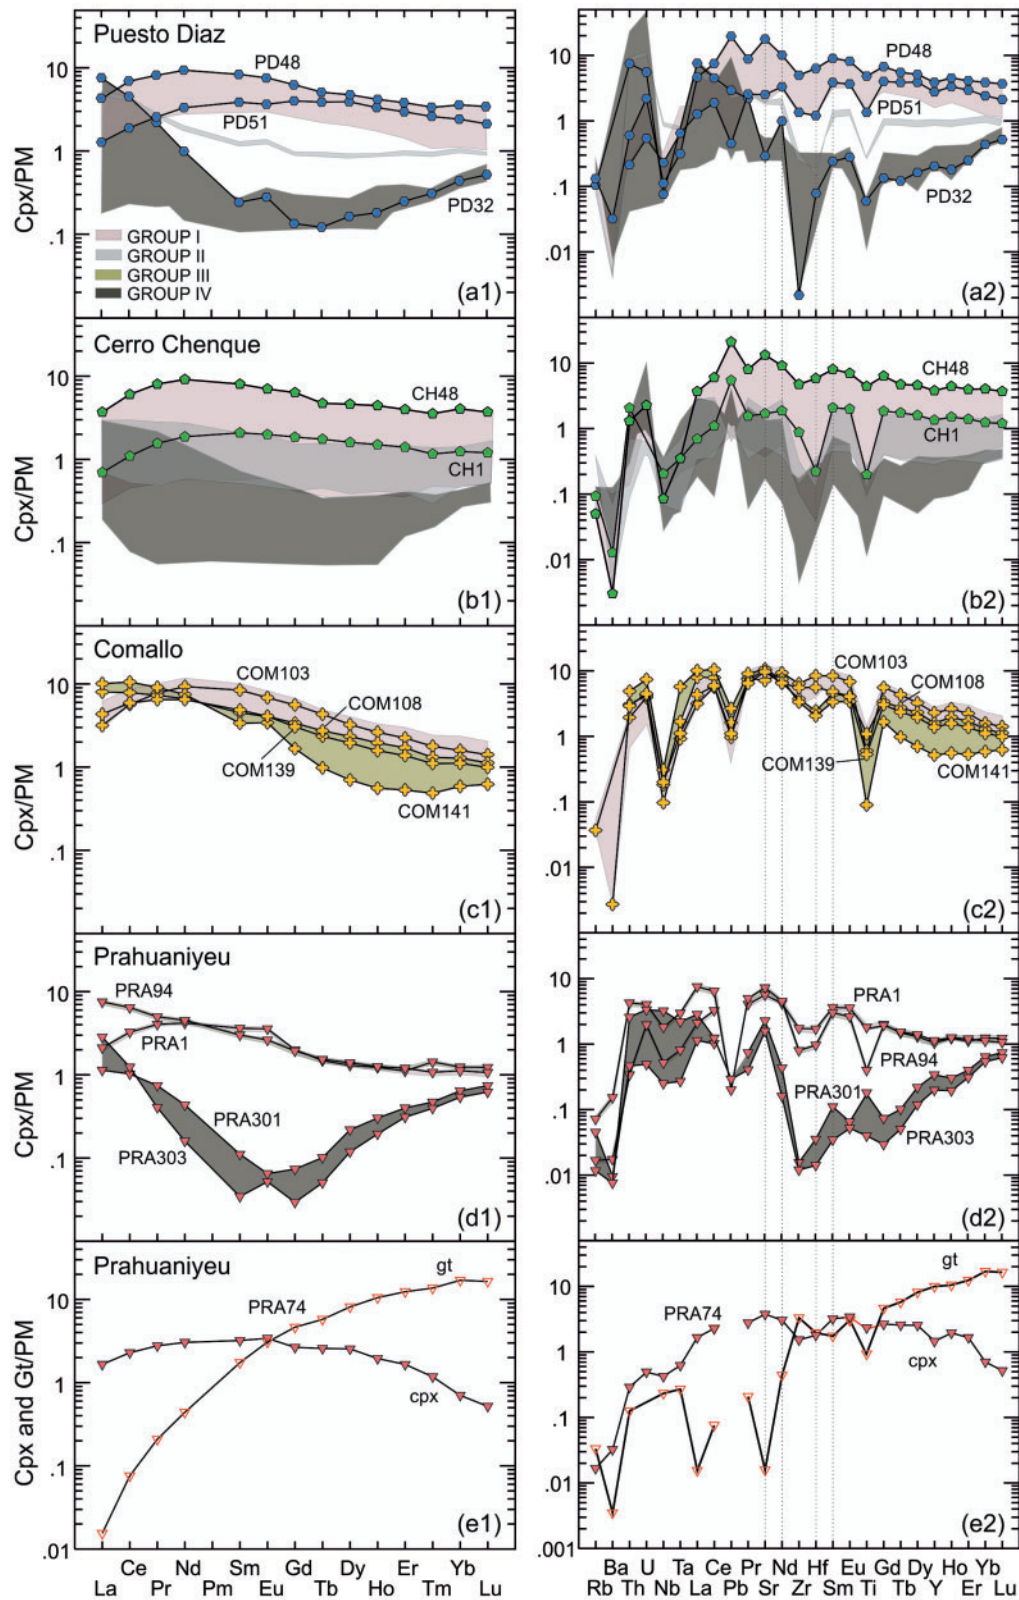 Puesto Diaz
PD48
PD51
PD32
GROUP I
GROUP II
GROUP III
GROUP IV
10
1
.1
Cpx/PM
(a1)
PD48
PD51
PD32
10
1
0.1
.01
(a2)
Cerro Chenque
CH48
CH1
10
1
.1
Cpx/PM
(b1)
CH48
CH1
10
1
0.1
.01
(b2)
Comallo
COM103
COM108
COM139
COM141
10
1
.1
Cpx/PM
(c1)
COM103
COM108
COM139
COM141
10
1
.1
.01
(c2)
Prahuaniyeu
PRA94
PRA1
PRA301
PRA303
10
1
.1
Cpx/PM
(d1)
PRA1
PRA94
PRA301
PRA303
10
1
0.1
.01
(d2)
Prahuaniyeu
gt
PRA74
cpx
10
1
.1
.01
Cpx and Gt/PM
(e1)
gt
PRA74
cpx
10
1
.1
.01
.001
(e2)
Ce Nd Sm Gd Dy Er Yb
La Pr Pm Eu Tb Ho Tm Lu
Ba U Ta Ce Pr Nd Hf Eu Gd Dy Ho Yb
Rb Th Nb La Pb Sr Zr Sm Ti Tb Y Er Lu